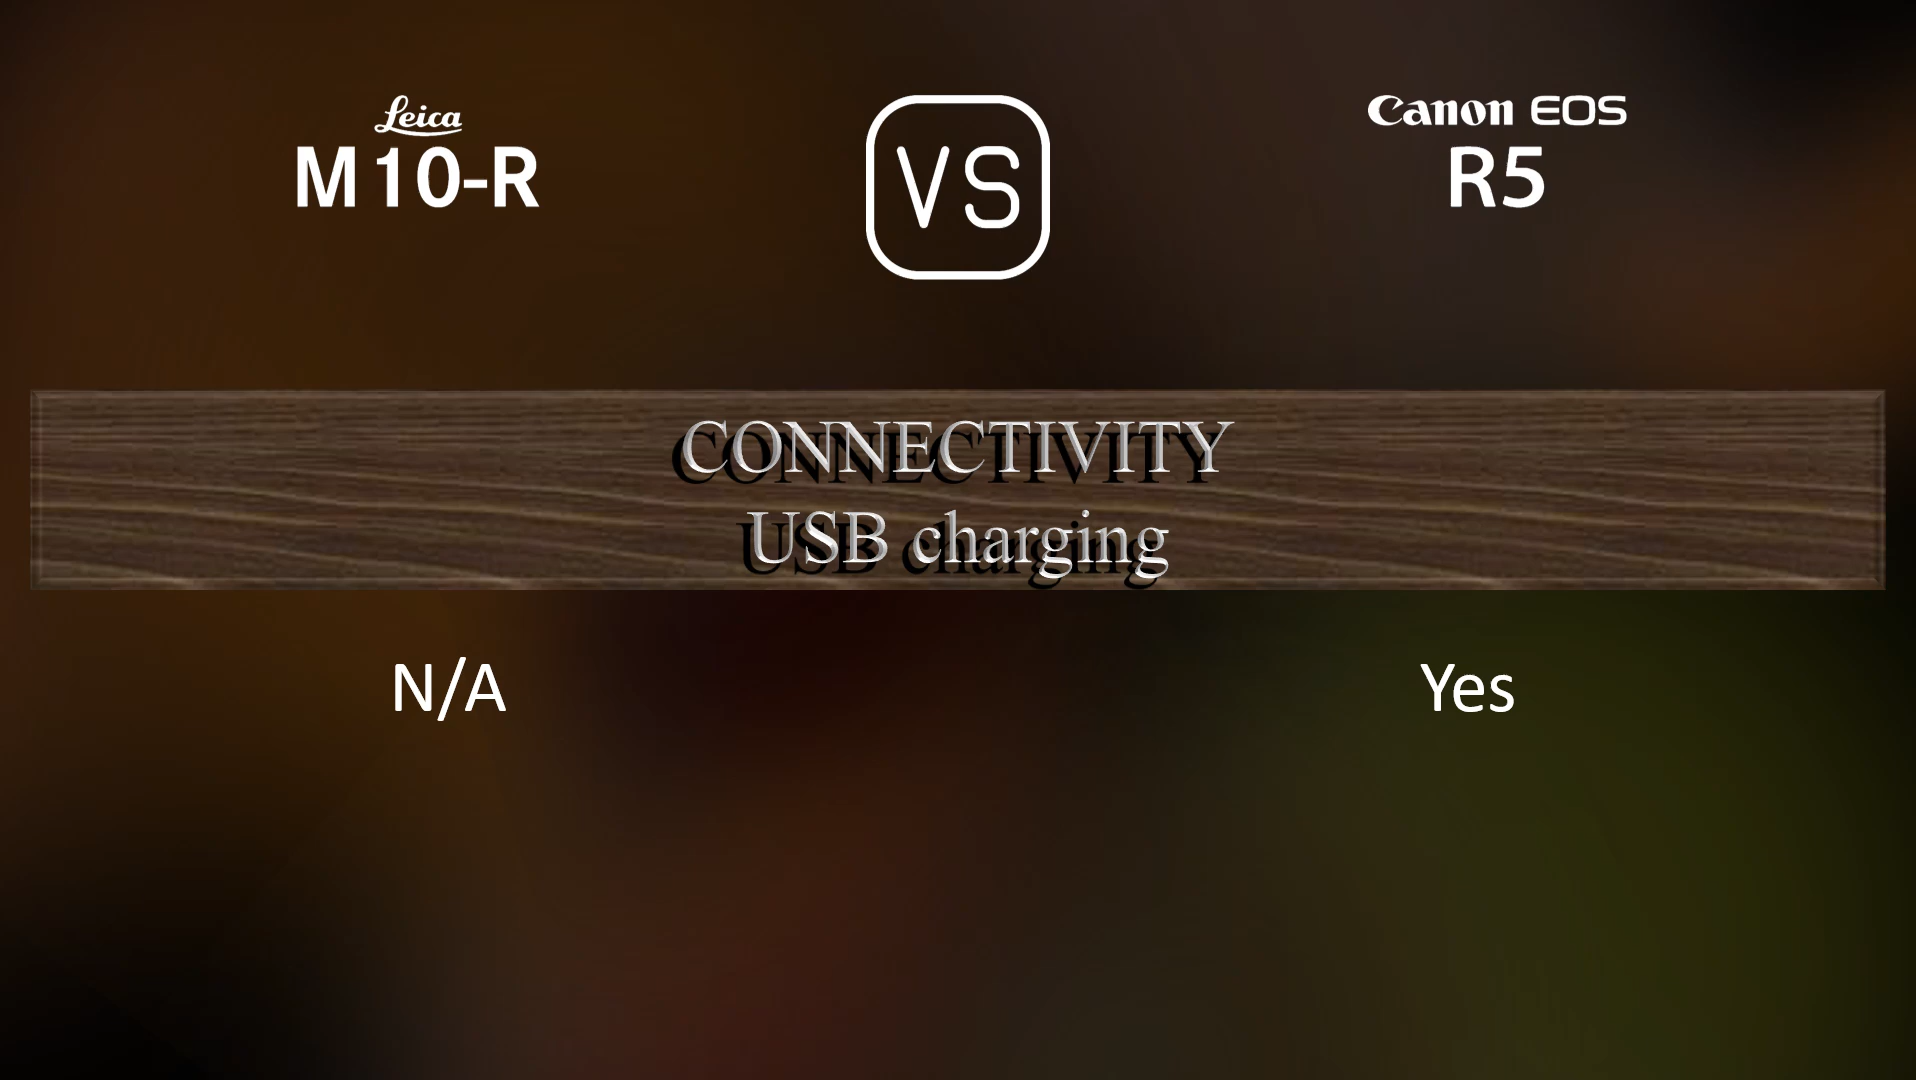 Leica
M10-R
VS
Canon EOS
R5
CONNECTIVITY
USB charging
N/A
Yes